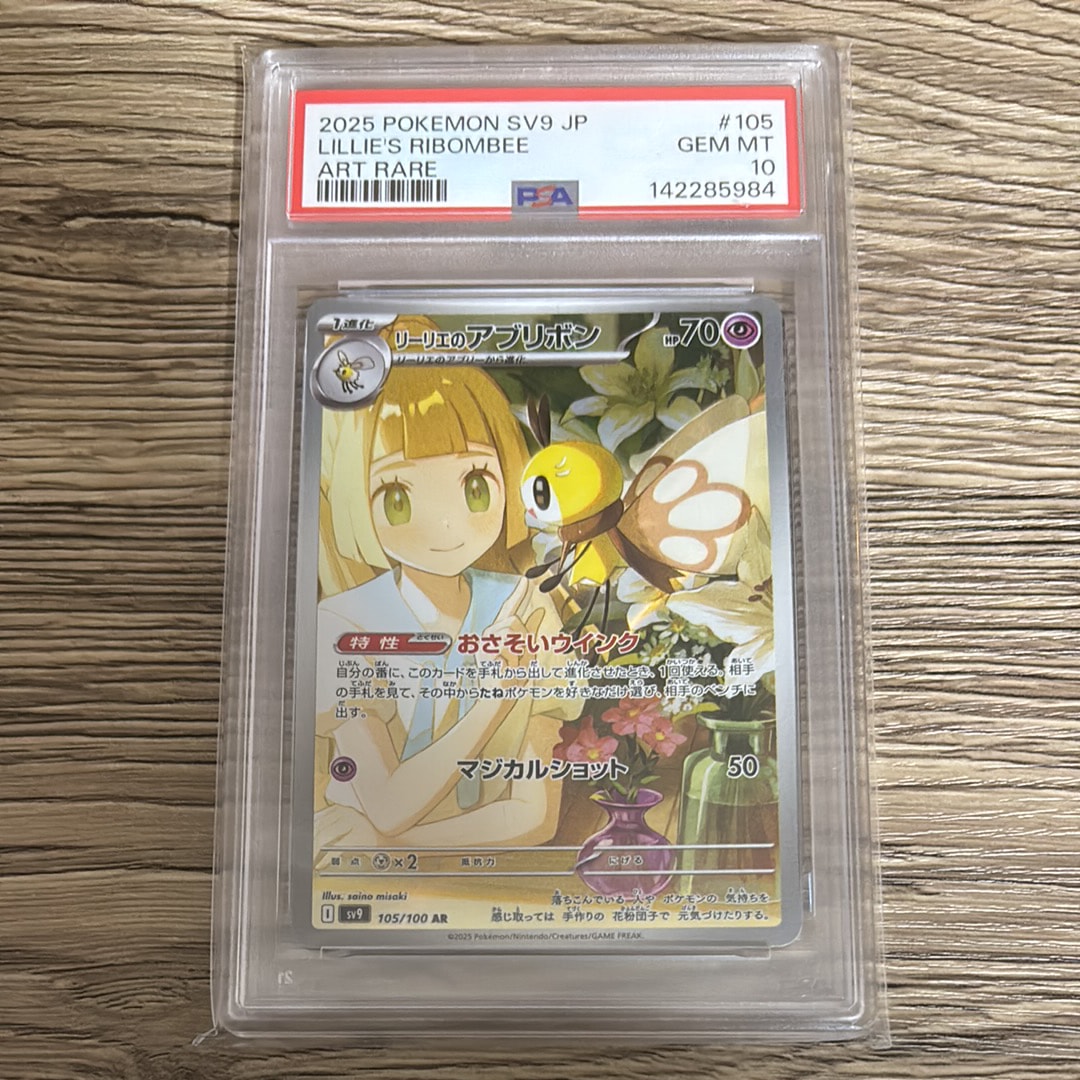 2025 POKEMON SV9 JP #105
LILLIE'S RIBOMBEE GEM MT
ART RARE 10
PSA 142285984
1進化 リーリエのアブリボン HP70
リーリエのアブリーから進化
特性 とくせい おさそいウインク
自分の番に、このカードを手札から出して進化させたとき、1回使える。相手
の手札を見て、その中からたねポケモンを好きなだけ選び、相手のベンチに
出す。
マジカルショット 50
弱点 ×2 抵抗力 にげる
Illus. saino misaki
落ちこんでいる 人や ポケモンの 気持ちを
I sv9 105/100 AR 感じ取っては 手作りの 花粉団子で 元気づけたりする。
©2025 Pokémon/Nintendo/Creatures/GAME FREAK.
21